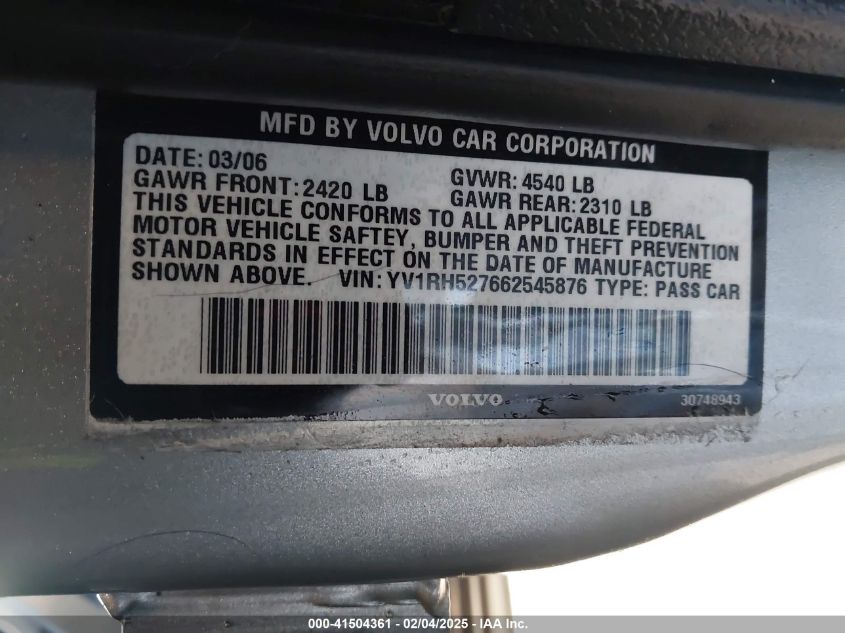 MFD BY VOLVO CAR CORPORATION
DATE: 03/06 GVWR: 4540 LB
GAWR FRONT: 2420 LB GAWR REAR: 2310 LB
THIS VEHICLE CONFORMS TO ALL APPLICABLE FEDERAL
MOTOR VEHICLE SAFTEY, BUMPER AND THEFT PREVENTION
STANDARDS IN EFFECT ON THE DATE OF MANUFACTURE
SHOWN ABOVE. VIN: YV1RH527662545876 TYPE: PASS CAR
VOLVO 30748943
000-41504361 - 02/04/2025 - IAA Inc.